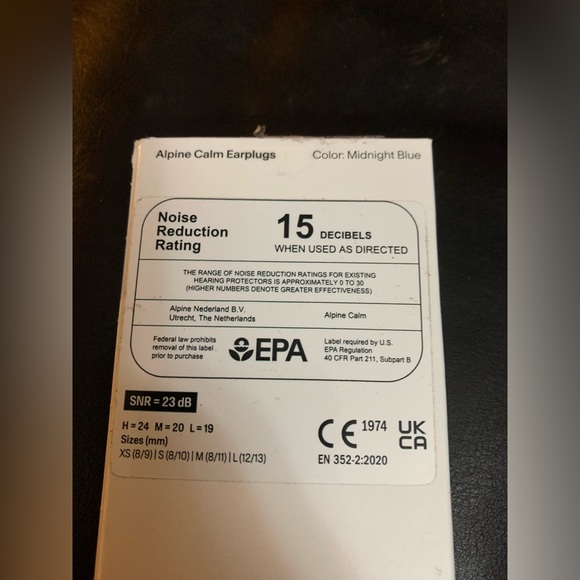 Alpine Calm Earplugs Color: Midnight Blue
Noise
Reduction
Rating
15 DECIBELS
WHEN USED AS DIRECTED
THE RANGE OF NOISE REDUCTION RATINGS FOR EXISTING
HEARING PROTECTORS IS APPROXIMATELY 0 TO 30
(HIGHER NUMBERS DENOTE GREATER EFFECTIVENESS)
Alpine Nederland B.V.
Utrecht, The Netherlands
Alpine Calm
Federal law prohibits
removal of this label
prior to purchase
EPA
Label required by U.S.
EPA Regulation
40 CFR Part 211, Subpart B
SNR = 23 dB
H = 24 M = 20 L = 19
Sizes (mm)
XS (8/9) | S (8/10) | M (8/11) | L (12/13)
CE 1974
UK
CA
EN 352-2:2020